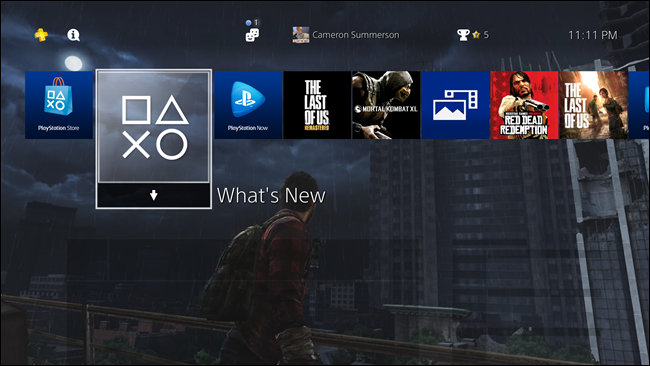 1
Cameron Summerson
5
11:11 PM
PlayStation Store
PlayStation Now
THE
LAST
OF US
REMASTERED
MORTAL KOMBAT XL
RED DEAD
REDEMPTION
THE
LAST
OF US
What's New